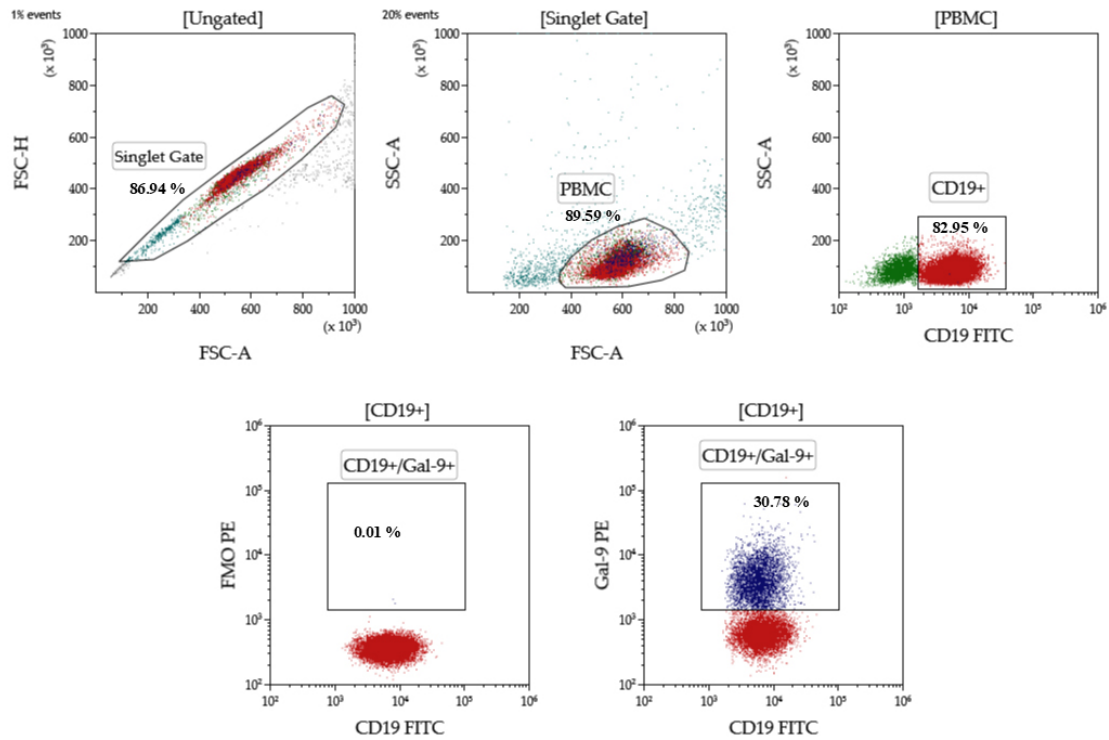 1% events
[Ungated]
(x 10³)
1000
800
600
400
200
FSC-H
Singlet Gate
86.94 %
200 400 600 800 1000
(x 10³)
FSC-A
20% events
[Singlet Gate]
(x 10³)
1000
800
600
400
200
SSC-A
PBMC
89.59 %
200 400 600 800 1000
(x 10³)
FSC-A
[PBMC]
(x 10³)
1000
800
600
400
200
SSC-A
CD19+
82.95 %
10² 10³ 10⁴ 10⁵ 10⁶
CD19 FITC
[CD19+]
10⁶
10⁵
10⁴
10³
10²
FMO PE
CD19+/Gal-9+
0.01 %
10² 10³ 10⁴ 10⁵ 10⁶
CD19 FITC
[CD19+]
10⁶
10⁵
10⁴
10³
10²
Gal-9 PE
CD19+/Gal-9+
30.78 %
10² 10³ 10⁴ 10⁵ 10⁶
CD19 FITC